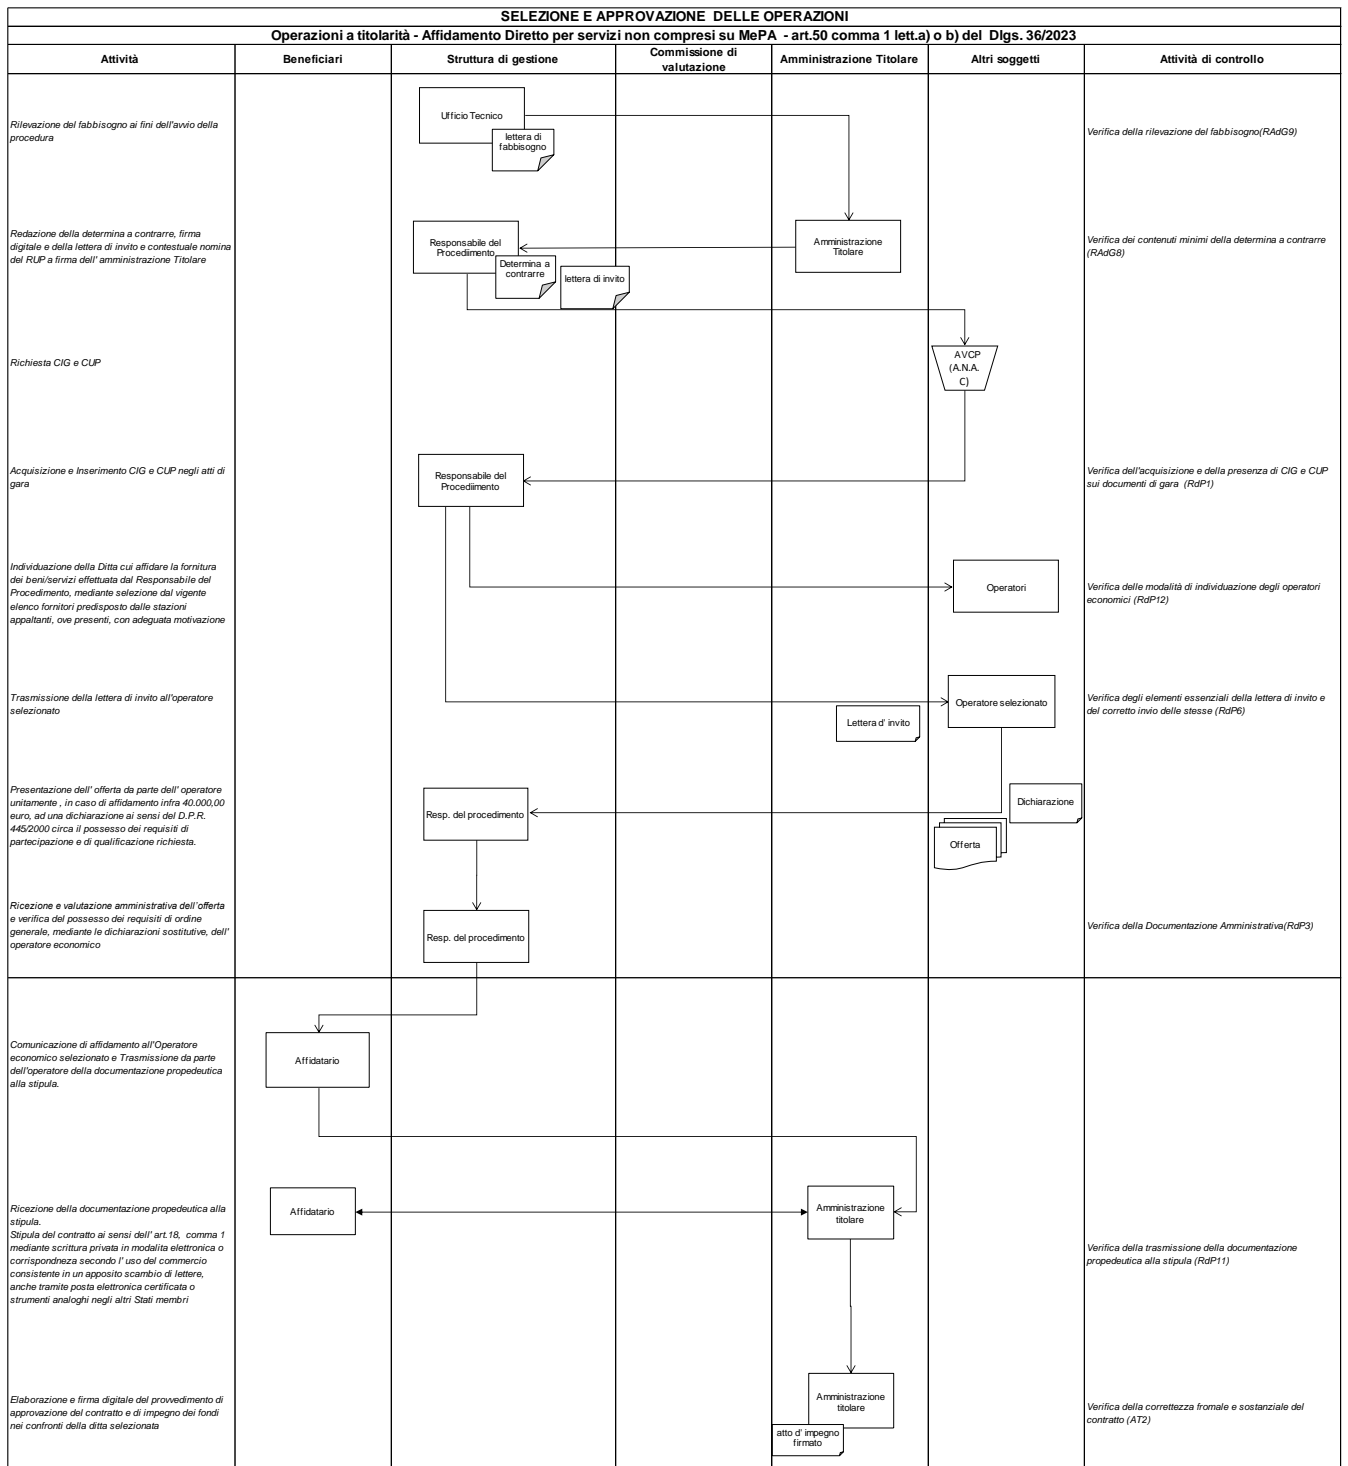 SELEZIONE E APPROVAZIONE  DELLE OPERAZIONI
Operazioni a titolarità - Affidamento Diretto per servizi non compresi su MePA  - art.50 comma 1 lett.a) o b) del  Dlgs. 36/2023
Attività
Beneficiari
Struttura di gestione
Commissione di
valutazione
Amministrazione Titolare
Altri soggetti
Attività di controllo
Rilevazione del fabbisogno ai fini dell'avvio della
procedura
Ufficio Tecnico
lettera di
fabbisogno
Verifica della rilevazione del fabbisogno(RAdG9)
Redazione della determina a contrarre, firma
digitale e della lettera di invito e contestuale nomina
del RUP a firma dell' amministrazione Titolare
Responsabile del
Procedimento
Determina a
contrarre
lettera di invito
Amministrazione
Titolare
Verifica dei contenuti minimi della determina a contrarre
(RAdG8)
Richiesta CIG e CUP
AVCP
(A.N.A.
C)
Acquisizione e Inserimento CIG e CUP negli atti di
gara
Responsabile del
Procediimento
Verifica dell'acquisizione e della presenza di CIG e CUP
sui documenti di gara  (RdP1)
Individuazione della Ditta cui affidare la fornitura
dei beni/servizi effettuata dal Responsabile del
Procedimento, mediante selezione dal vigente
elenco fornitori predisposto dalle stazioni
appaltanti, ove presenti, con adeguata motivazione
Operatori
Verifica delle modalità di individuazione degli operatori
economici (RdP12)
Trasmissione della lettera di invito all'operatore
selezionato
Lettera d' invito
Operatore selezionato
Verifica degli elementi essenziali della lettera di invito e
del corretto invio delle stesse (RdP6)
Presentazione dell' offerta da parte dell' operatore
unitamente , in caso di affidamento infra 40.000,00
euro, ad una dichiarazione ai sensi del D.P.R.
445/2000 circa il possesso dei requisiti di
partecipazione e di qualificazione richiesta.
Resp. del procedimento
Dichiarazione
Offerta
Ricezione e valutazione amministrativa dell'offerta
e verifica del possesso dei requisiti di ordine
generale, mediante le dichiarazioni sostitutive, dell'
operatore economico
Resp. del procedimento
Verifica della Documentazione Amministrativa(RdP3)
Comunicazione di affidamento all'Operatore
economico selezionato e Trasmissione da parte
dell'operatore della documentazione propedeutica
alla stipula.
Affidatario
Ricezione della documentazione propedeutica alla
stipula.
Stipula del contratto ai sensi dell' art.18,  comma 1
mediante scrittura privata in modalita elettronica o
corrispondneza secondo l' uso del commercio
consistente in un apposito scambio di lettere,
anche tramite posta elettronica certificata o
strumenti analoghi negli altri Stati membri
Affidatario
Amministrazione
titolare
Verifica della trasmissione della documentazione
propedeutica alla stipula (RdP11)
Elaborazione e firma digitale del provvedimento di
approvazione del contratto e di impegno dei fondi
nei confronti della ditta selezionata
Amministrazione
titolare
atto d' impegno
firmato
Verifica della correttezza fromale e sostanziale del
contratto (AT2)